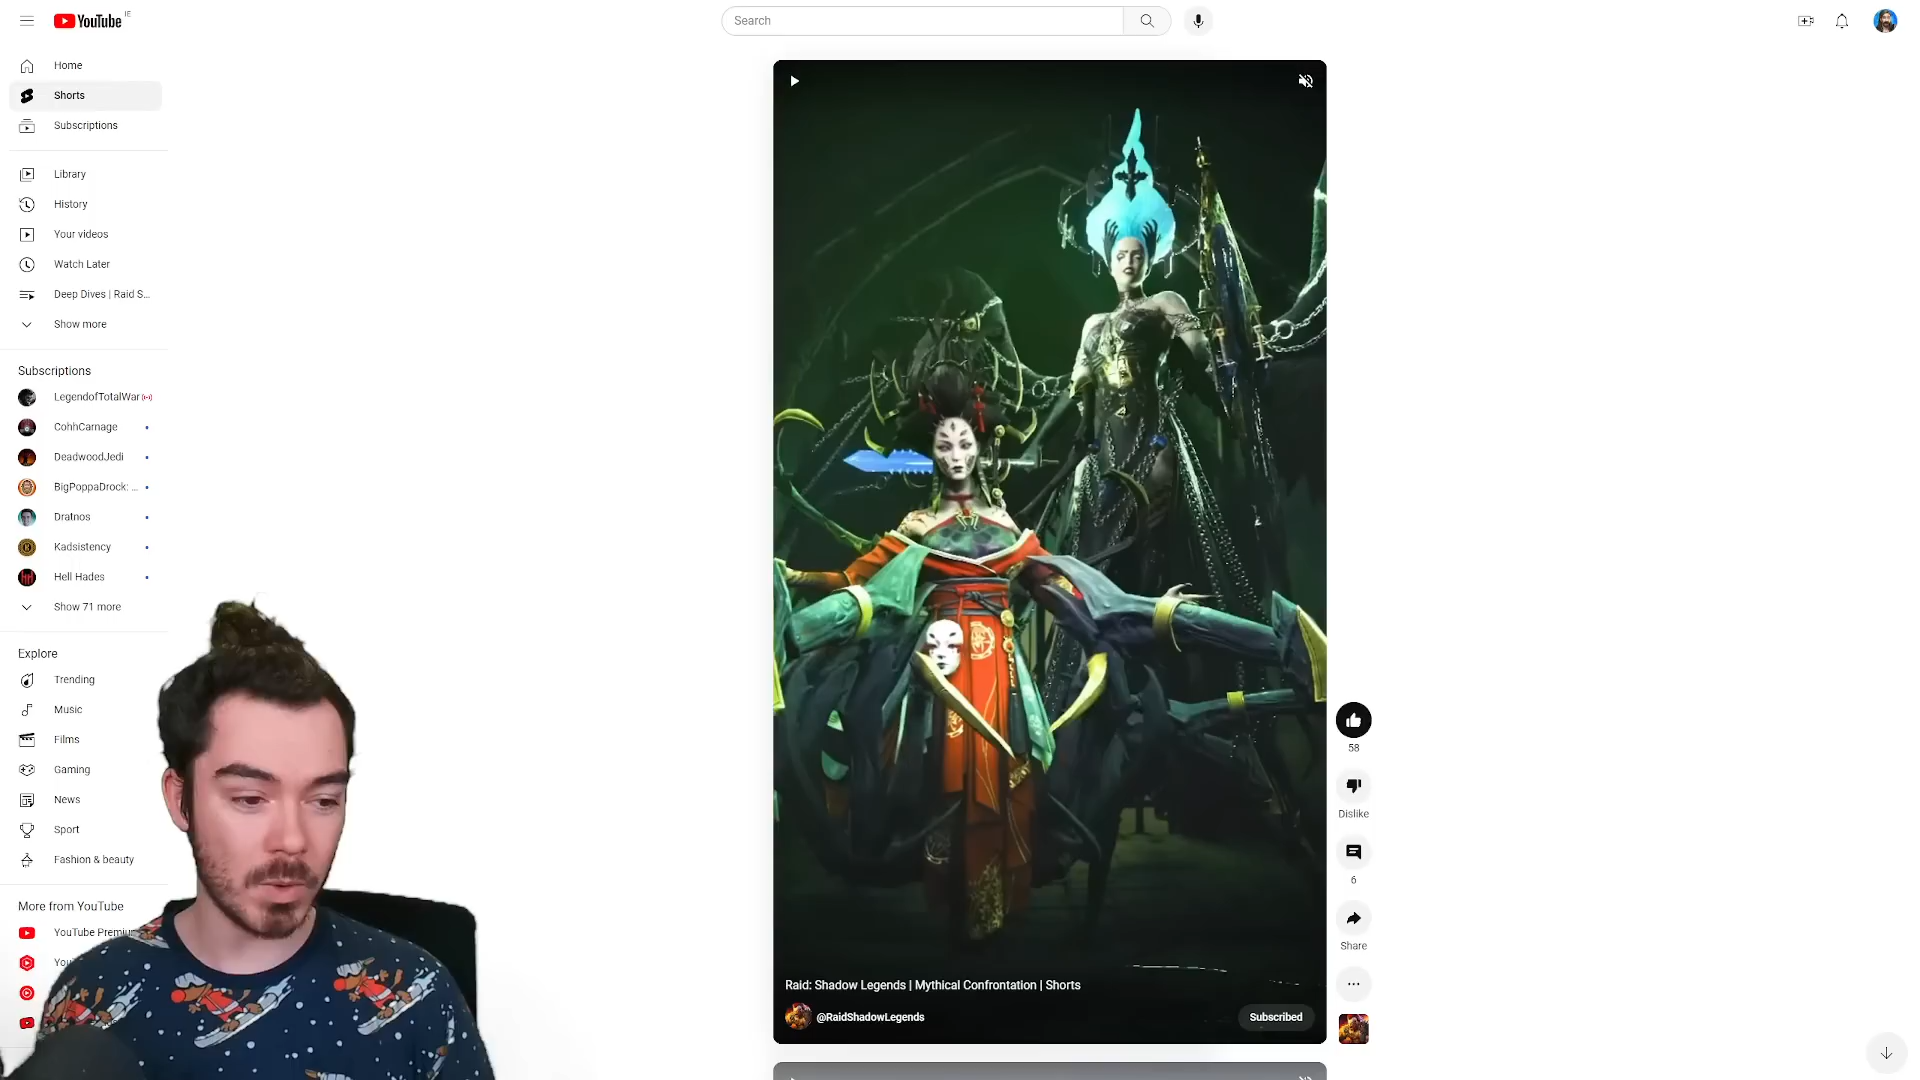 YouTube IE
Search
Home
Shorts
Subscriptions
Library
History
Your videos
Watch Later
Deep Dives | Raid S...
Show more
Subscriptions
LegendofTotalWar
CohhCarnage
DeadwoodJedi
BigPoppaDrock: ...
Dratnos
Kadsistency
Hell Hades
Show 71 more
Explore
Trending
Music
Films
Gaming
News
Sport
Fashion & beauty
More from YouTube
YouTube Premium
58
Dislike
6
Share
Raid: Shadow Legends | Mythical Confrontation | Shorts
@RaidShadowLegends
Subscribed